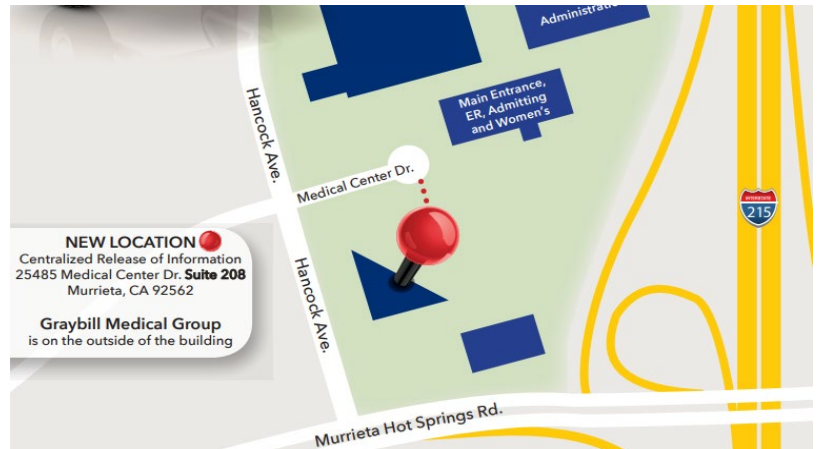 Administratio
Main Entrance,
ER, Admitting
and Women's
Hancock Ave.
Medical Center Dr.
INTERSTATE
215
NEW LOCATION
Centralized Release of Information
25485 Medical Center Dr. Suite 208
Murrieta, CA 92562
Graybill Medical Group
is on the outside of the building
Hancock Ave.
Murrieta Hot Springs Rd.